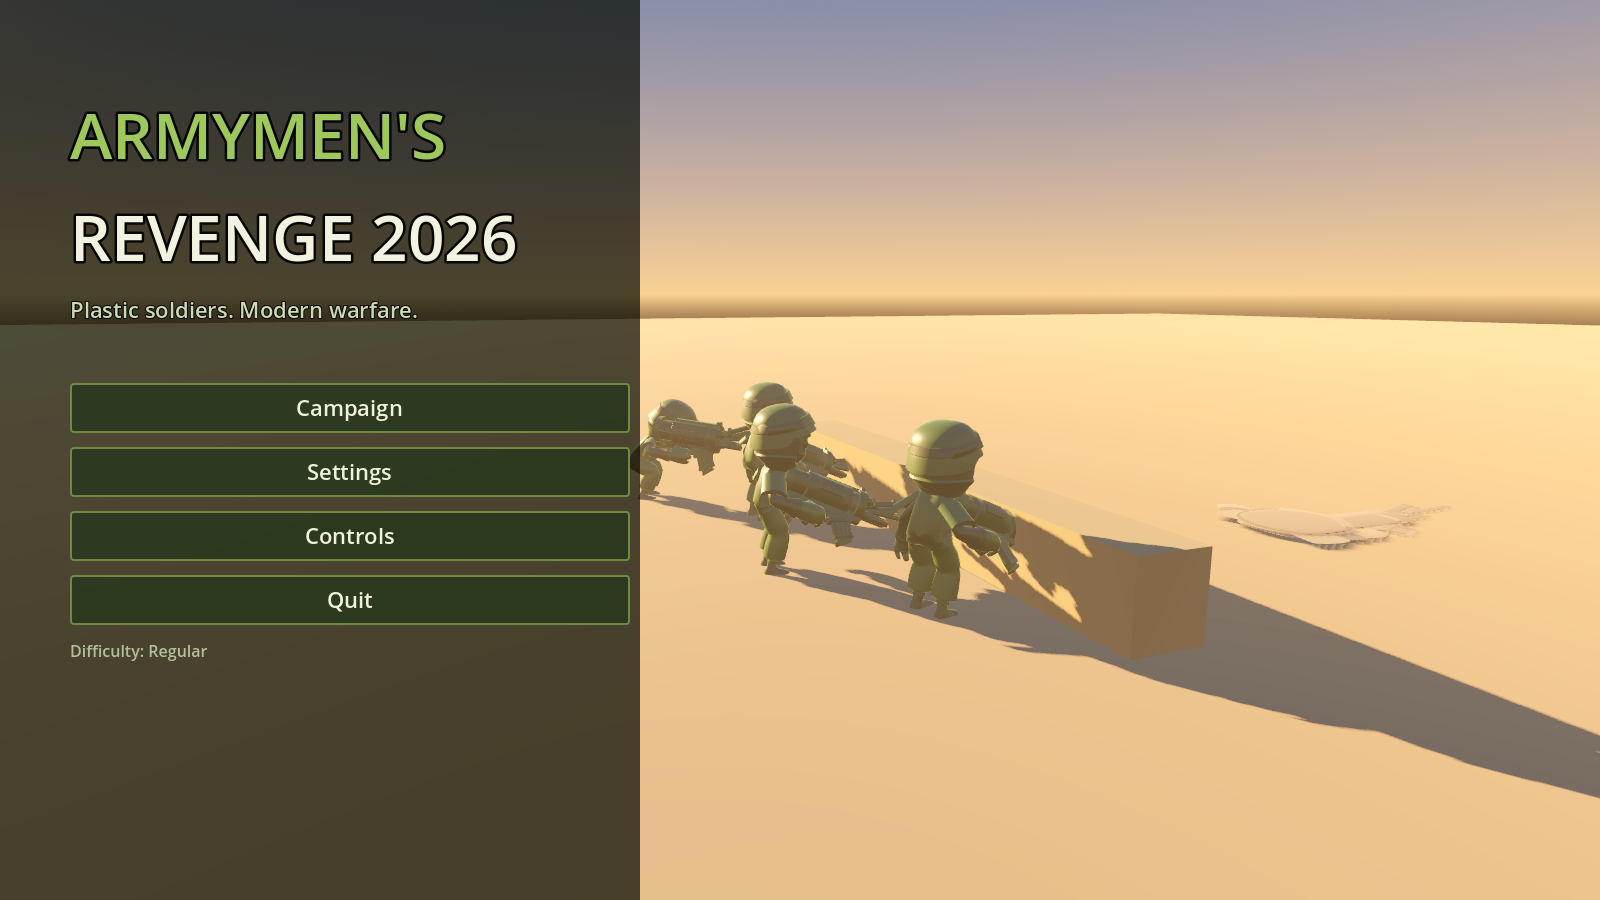 ARMYMEN'S
REVENGE 2026
Plastic soldiers. Modern warfare.
Campaign
Settings
Controls
Quit
Difficulty: Regular